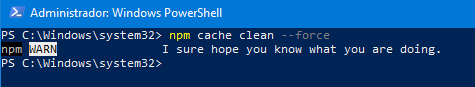 Administrador: Windows PowerShell
PS C:\Windows\system32> npm cache clean --force
npm WARN I sure hope you know what you are doing.
PS C:\Windows\system32>